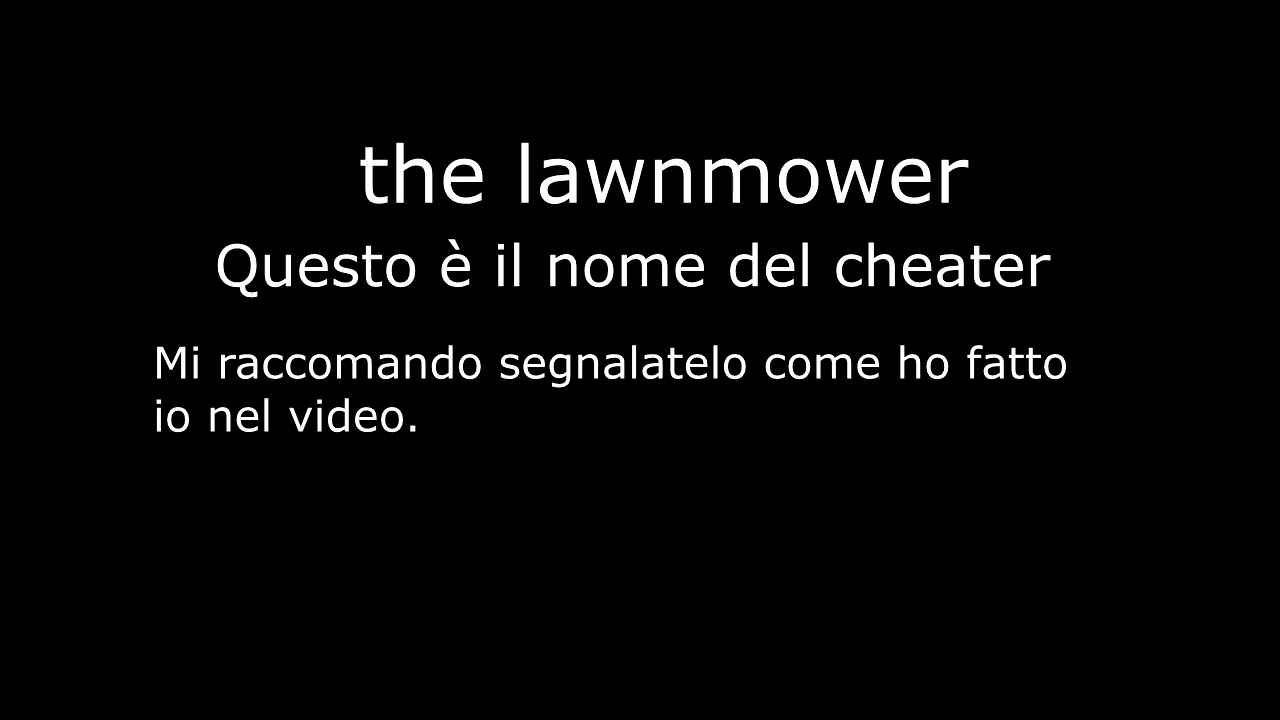 the lawnmower
Questo è il nome del cheater
Mi raccomando segnalatelo come ho fatto
io nel video.